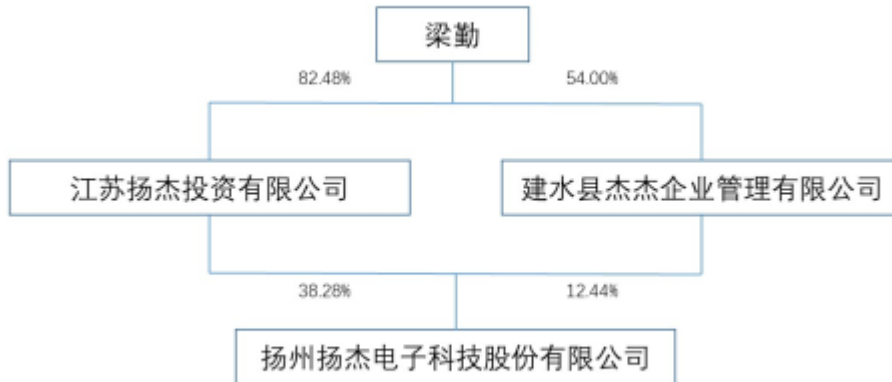 梁勤
82.48%
54.00%
江苏扬杰投资有限公司
建水县杰杰企业管理有限公司
38.28%
12.44%
扬州扬杰电子科技股份有限公司